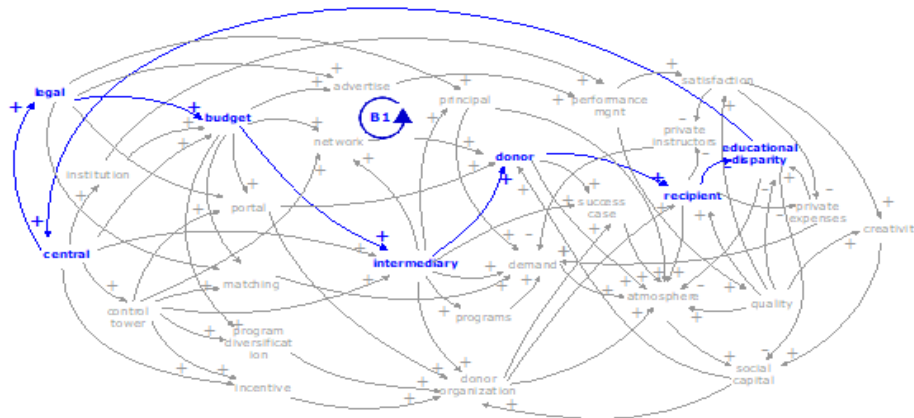 satisfaction
legal
advertise
principal
performance
mngt
budget
B1
private
instructors
network
donor
educational
disparity
institution
recipient
success
case
private
expenses
portal
creativit
central
intermediary
demand
matching
atmosphere
quality
control
tower
programs
program
diversificat
ion
social
capital
incentive
donor
organization